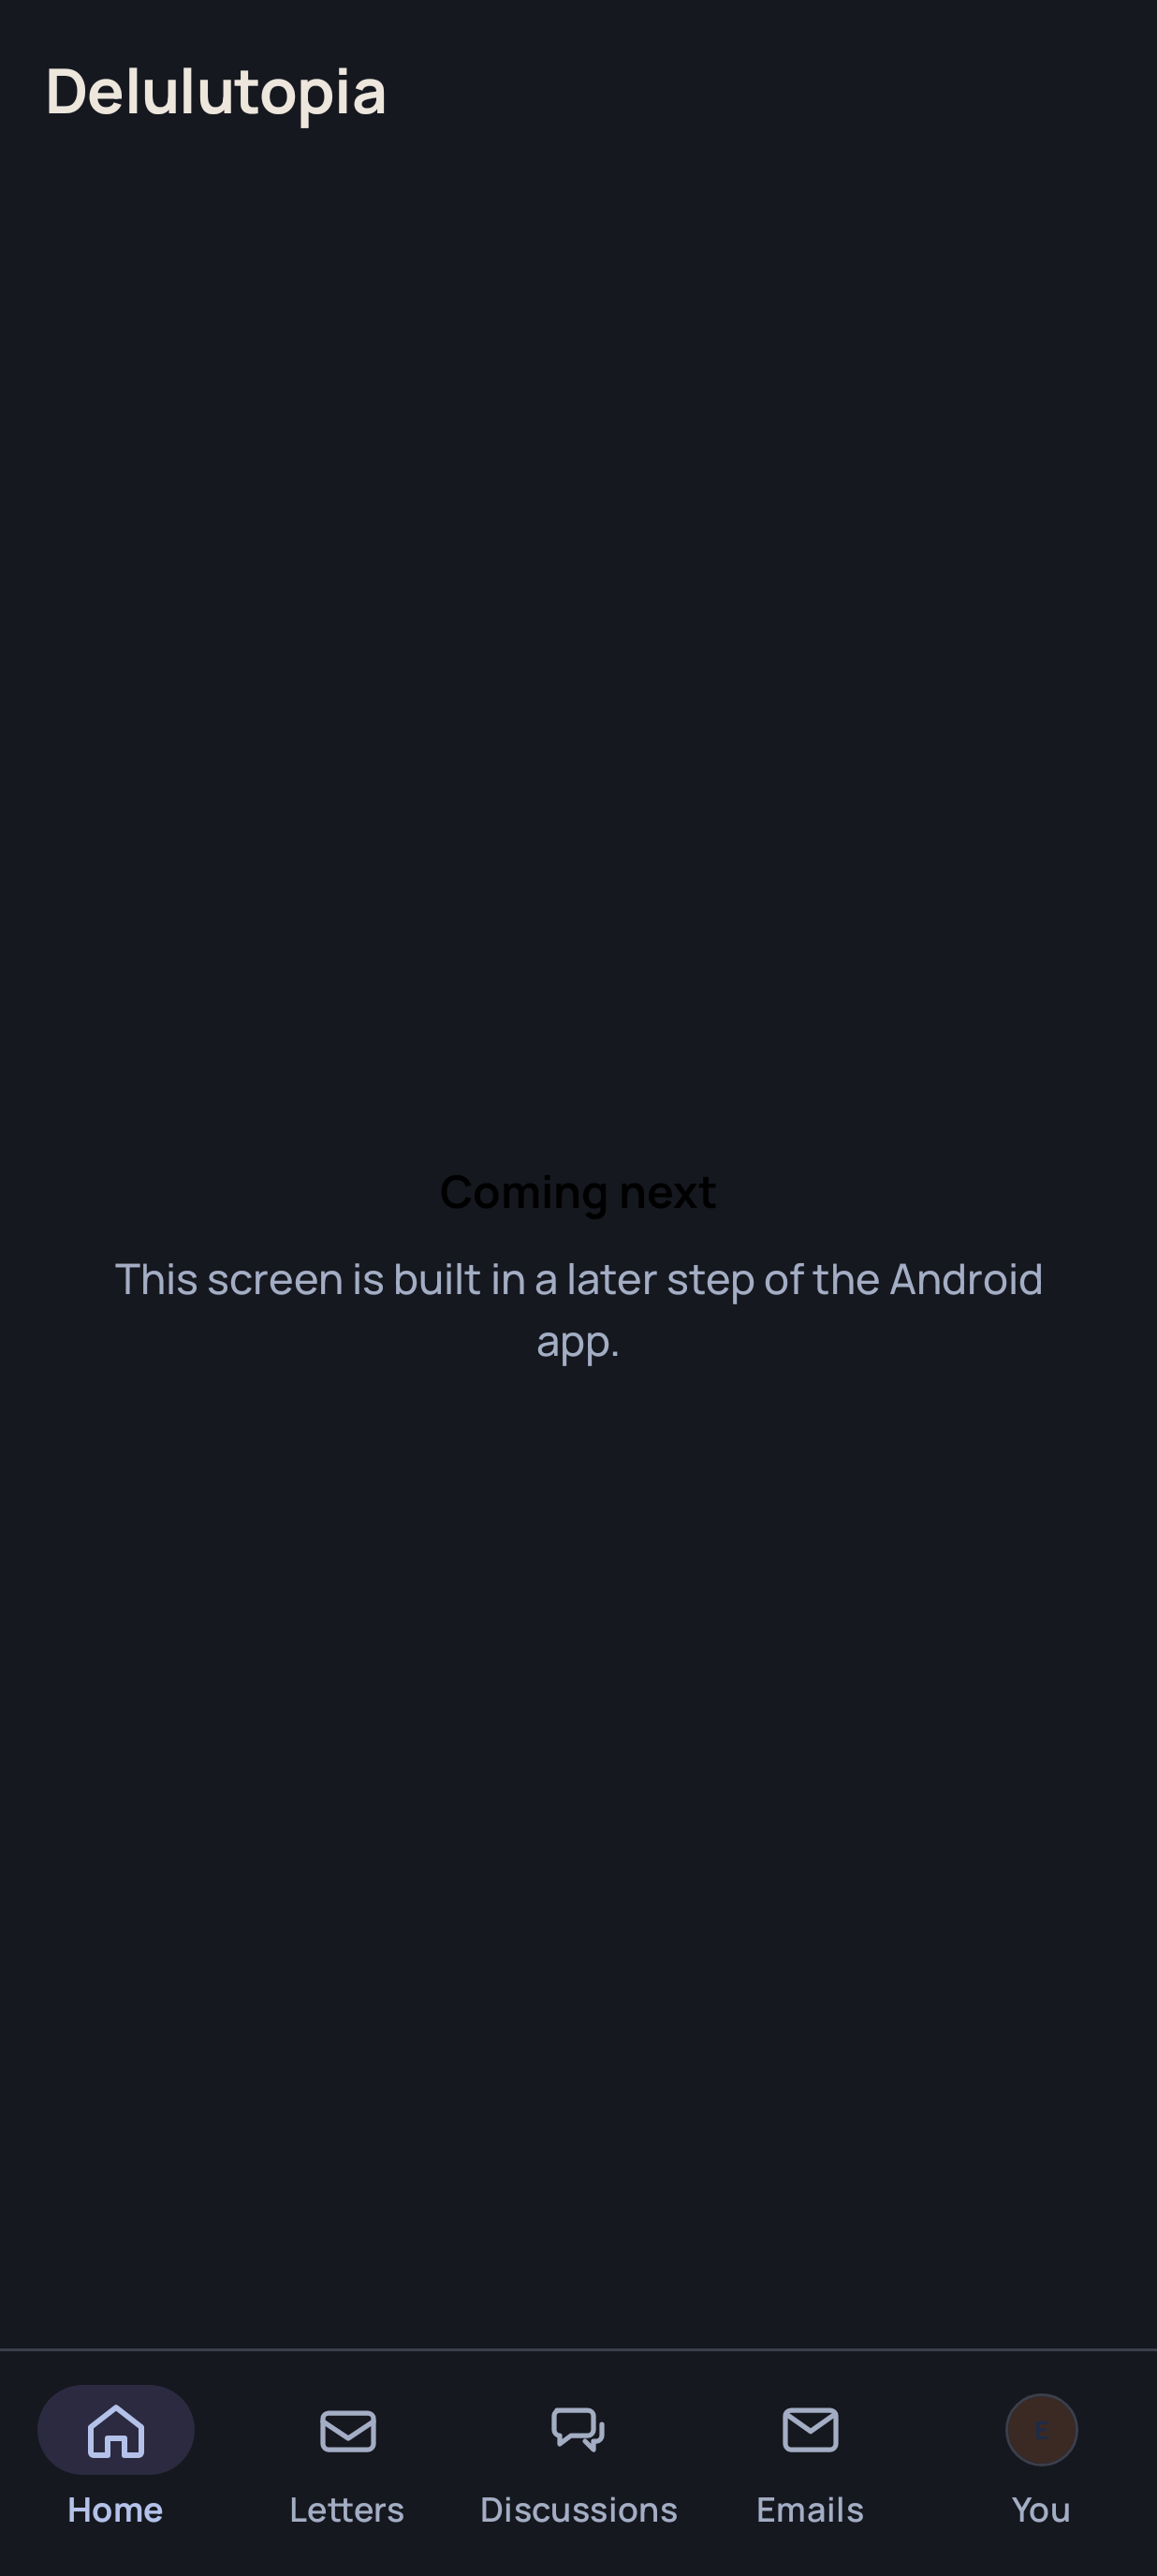 Delulutopia
Coming next
This screen is built in a later step of the Android
app.
E
Home
Letters
Discussions
Emails
You